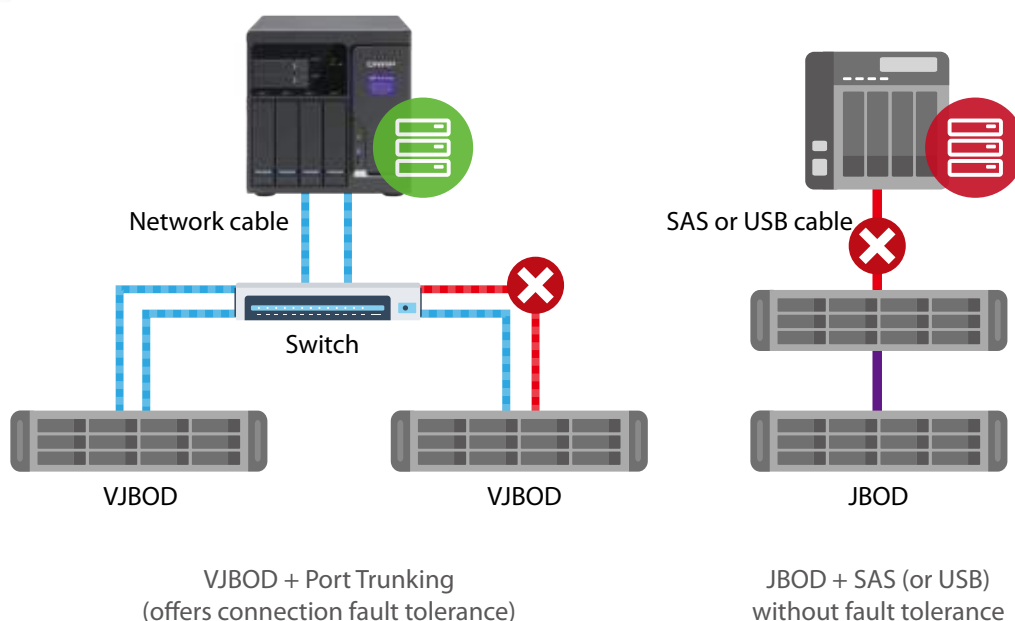 QNAP
Network cable
SAS or USB cable
Switch
VJBOD
VJBOD
JBOD
VJBOD + Port Trunking
(offers connection fault tolerance)
JBOD + SAS (or USB)
without fault tolerance